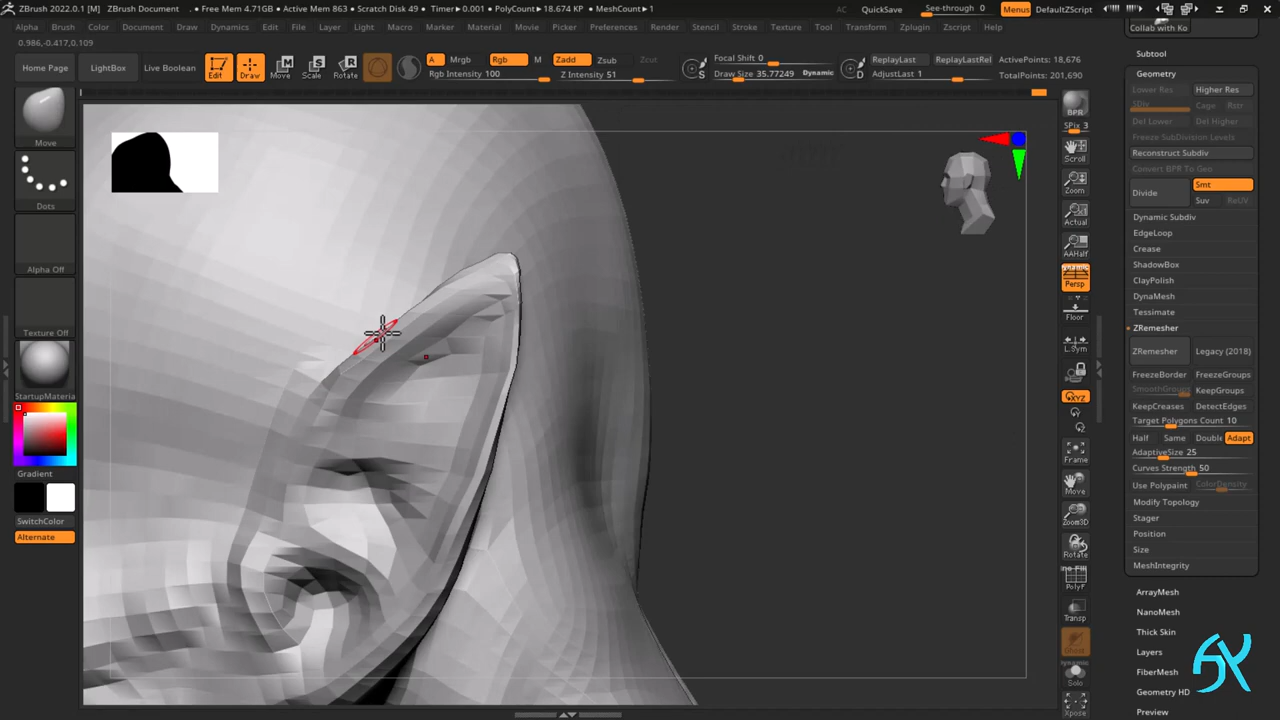 ZBrush 2022.0.1 [M] ZBrush Document . • Free Mem 4.71GB • Active Mem 863 • Scratch Disk 49 • Timer▶0.001 • PolyCount▶18.674 KP • MeshCount▶1
AC QuickSave See-through 0 Menus DefaultZScript
Alpha Brush Color Document Draw Dynamics Edit File Layer Light Macro Marker Material Movie Picker Preferences Render Stencil Stroke Texture Tool Transform Zplugin Zscript Help
0.986,-0.417,0.109
Home Page LightBox Live Boolean Edit Draw Move Scale Rotate
A Mrgb Rgb M Zadd Zsub Zcut
Rgb Intensity 100 Z Intensity 51
S Focal Shift 0
Draw Size 35.77249 Dynamic
D ReplayLast ReplayLastRel
AdjustLast 1
ActivePoints: 18,676
TotalPoints: 201,690
Move
Dots
Alpha Off
Texture Off
StartupMateria
Gradient
SwitchColor
Alternate
BPR
SPix 3
Scroll
Zoom
Actual
AAHalf
Dynamic
Persp
Floor
L.Sym
XYZ
Y
Z
Frame
Move
Zoom3D
Rotate
Line Fill
PolyF
Transp
Ghost
Dynamic
Solo
Xpose
Collab with Ko
Subtool
Geometry
Lower Res Higher Res
SDiv Cage Rstr
Del Lower Del Higher
Freeze SubDivision Levels
Reconstruct Subdiv
Convert BPR To Geo
Divide Smt
Suv ReUV
Dynamic Subdiv
EdgeLoop
Crease
ShadowBox
ClayPolish
DynaMesh
Tessimate
ZRemesher
ZRemesher Legacy (2018)
FreezeBorder FreezeGroups
SmoothGroups KeepGroups
KeepCreases DetectEdges
Target Polygons Count 10
Half Same Double Adapt
AdaptiveSize 25
Curves Strength 50
Use Polypaint ColorDensity
Modify Topology
Stager
Position
Size
MeshIntegrity
ArrayMesh
NanoMesh
Thick Skin
Layers
FiberMesh
Geometry HD
Preview